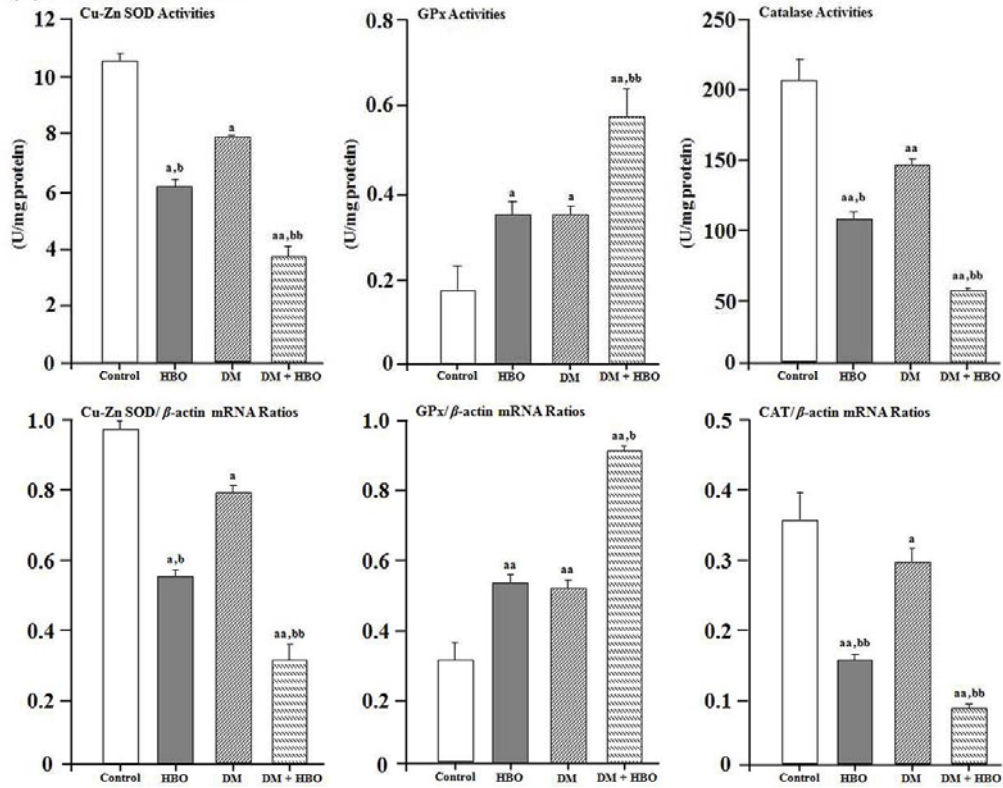 Cu-Zn SOD Activities
(U/mg protein)
12
10
8
6
4
2
0
a,b
a
aa,bb
Control HBO DM DM + HBO
GPx Activities
(U/mg protein)
0.8
0.6
0.4
0.2
0
a
a
aa,bb
Control HBO DM DM + HBO
Catalase Activities
(U/mg protein)
250
200
150
100
50
0
aa,b
aa
aa,bb
Control HBO DM DM + HBO
Cu-Zn SOD/ β-actin mRNA Ratios
1.0
0.8
0.6
0.4
0.2
0
a,b
a
aa,bb
Control HBO DM DM + HBO
GPx/ β-actin mRNA Ratios
1.0
0.8
0.6
0.4
0.2
0
aa
aa
aa,b
Control HBO DM DM + HBO
CAT/ β-actin mRNA Ratios
0.5
0.4
0.3
0.2
0.1
0
aa,bb
a
aa,bb
Control HBO DM DM + HBO